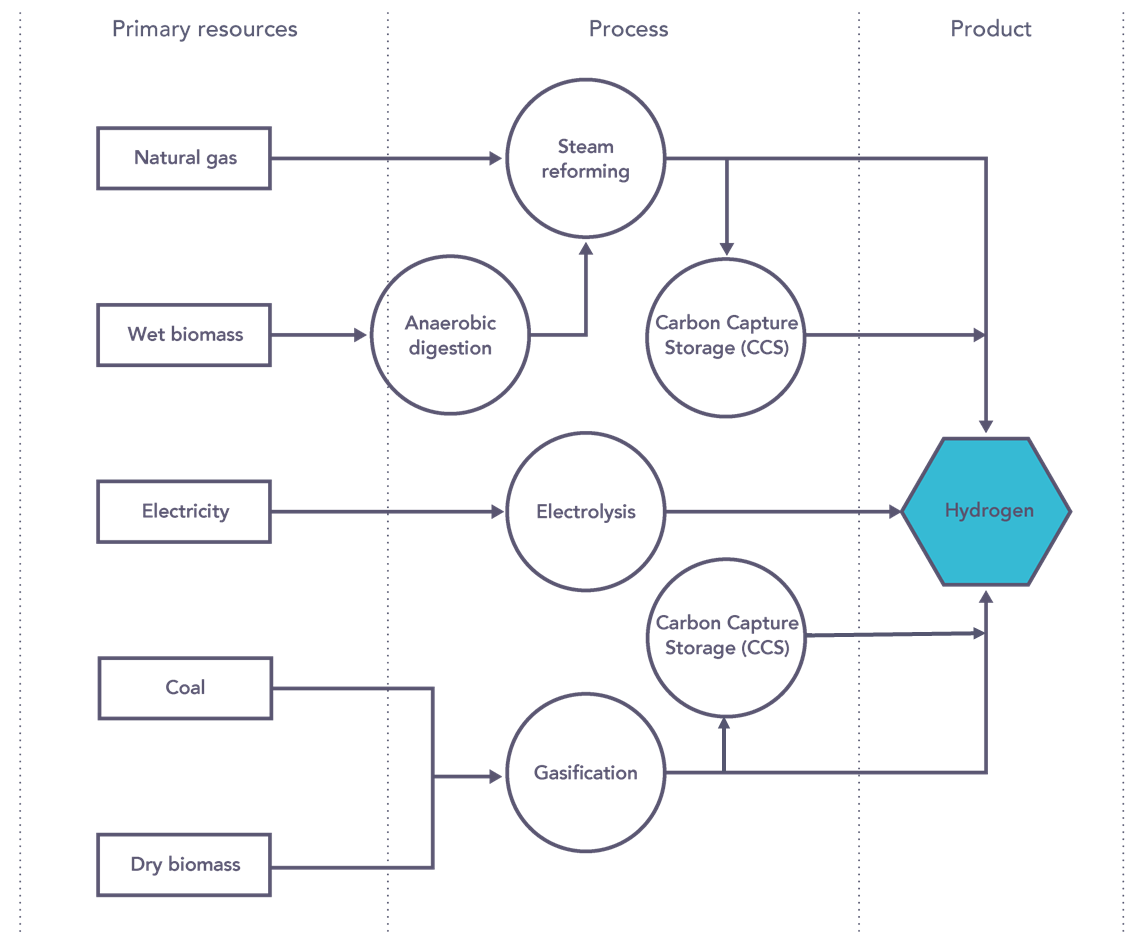 Primary resources
Process
Product
Natural gas
Steam
reforming
Wet biomass
Anaerobic
digestion
Carbon Capture
Storage (CCS)
Electricity
Electrolysis
Hydrogen
Carbon Capture
Storage (CCS)
Coal
Gasification
Dry biomass